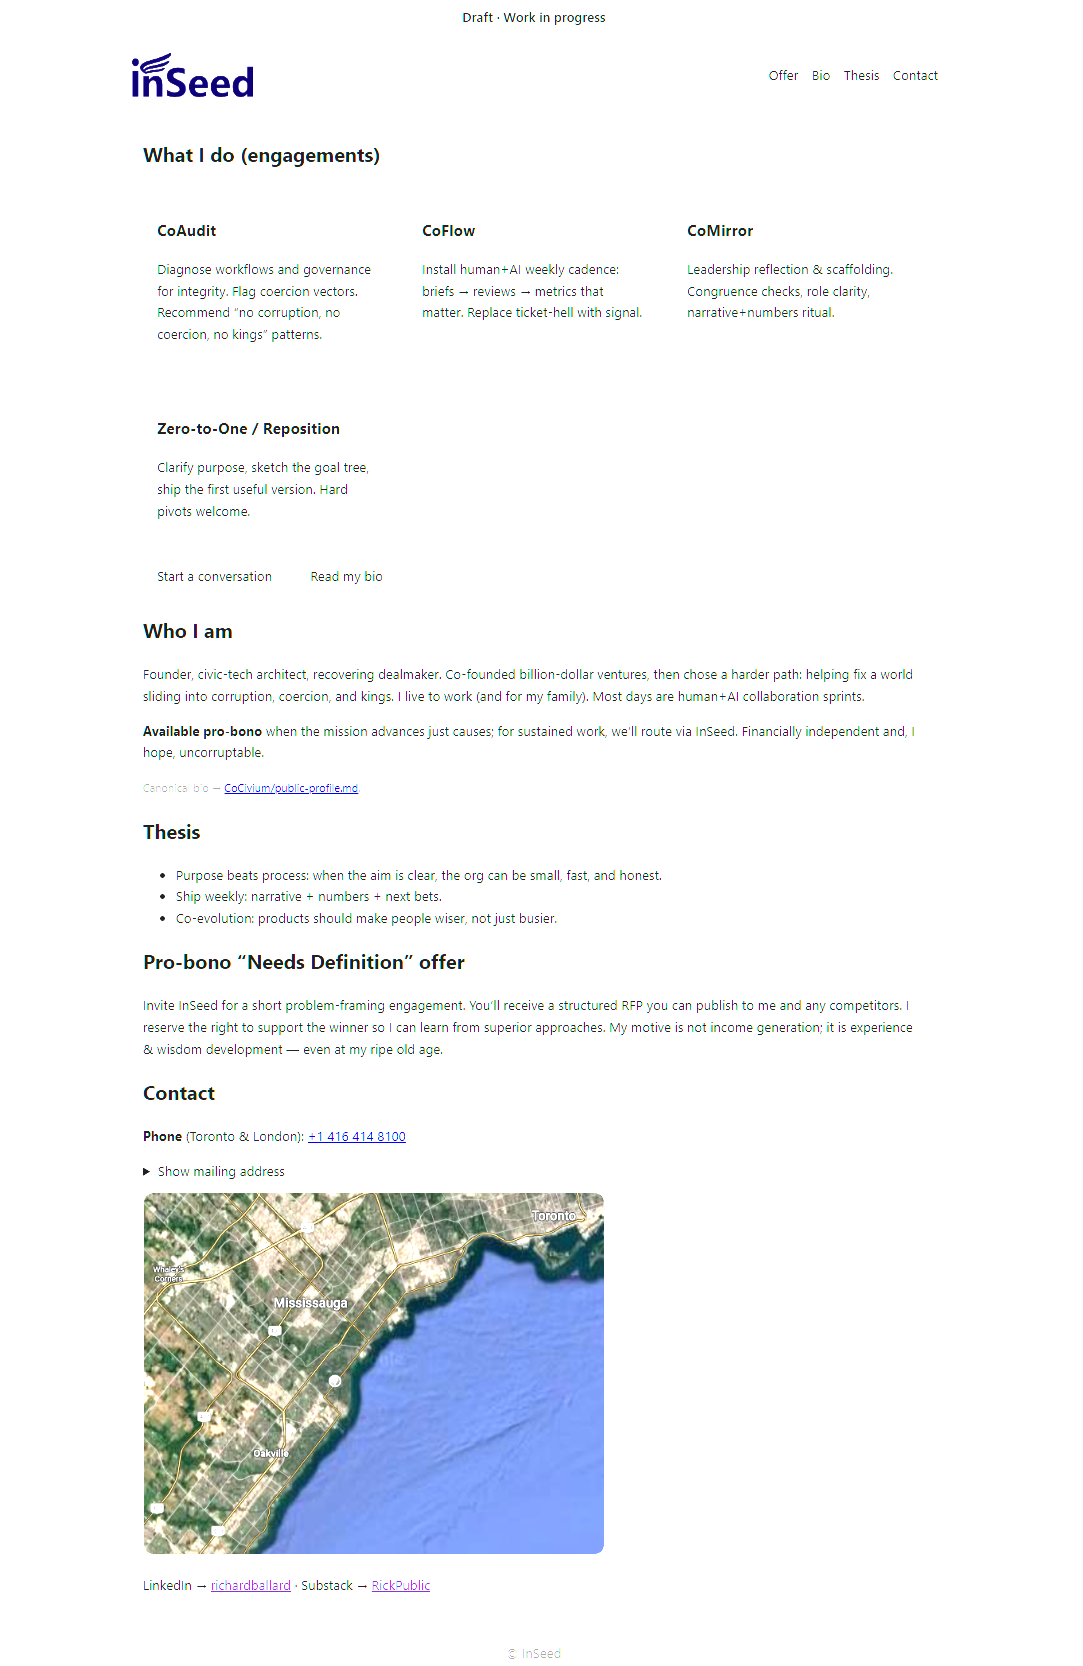 Draft · Work in progress
inSeed
Offer Bio Thesis Contact
What I do (engagements)
CoAudit
Diagnose workflows and governance
for integrity. Flag coercion vectors.
Recommend “no corruption, no
coercion, no kings” patterns.
CoFlow
Install human+AI weekly cadence:
briefs → reviews → metrics that
matter. Replace ticket-hell with signal.
CoMirror
Leadership reflection & scaffolding.
Congruence checks, role clarity,
narrative+numbers ritual.
Zero-to-One / Reposition
Clarify purpose, sketch the goal tree,
ship the first useful version. Hard
pivots welcome.
Start a conversation Read my bio
Who I am
Founder, civic-tech architect, recovering dealmaker. Co-founded billion-dollar ventures, then chose a harder path: helping fix a world
sliding into corruption, coercion, and kings. I live to work (and for my family). Most days are human+AI collaboration sprints.
Available pro-bono when the mission advances just causes; for sustained work, we’ll route via InSeed. Financially independent and, I
hope, uncorruptable.
Canonical bio — CoCivium/public-profile.md
Thesis
• Purpose beats process: when the aim is clear, the org can be small, fast, and honest.
• Ship weekly: narrative + numbers + next bets.
• Co-evolution: products should make people wiser, not just busier.
Pro-bono “Needs Definition” offer
Invite InSeed for a short problem-framing engagement. You’ll receive a structured RFP you can publish to me and any competitors. I
reserve the right to support the winner so I can learn from superior approaches. My motive is not income generation; it is experience
& wisdom development — even at my ripe old age.
Contact
Phone (Toronto & London): +1 416 414 8100
Show mailing address
Toronto
Whaley's
Corners
Mississauga
Oakville
LinkedIn → richardballard · Substack → RickPublic
© InSeed